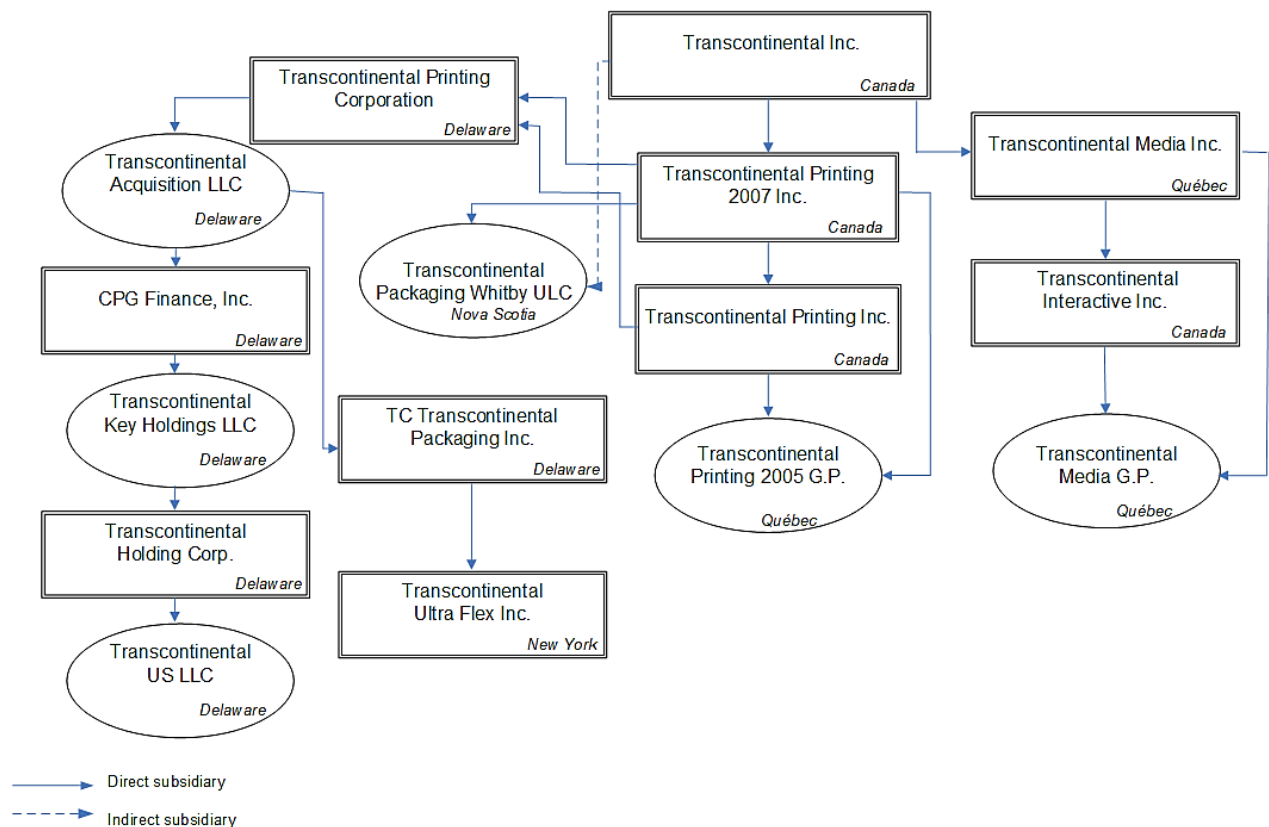 Transcontinental Inc.
Canada
Transcontinental Printing
Corporation
Delaware
Transcontinental Media Inc.
Québec
Transcontinental
Acquisition LLC
Delaware
Transcontinental Printing
2007 Inc.
Canada
Transcontinental
Packaging Whitby ULC
Nova Scotia
CPG Finance, Inc.
Delaware
Transcontinental
Interactive Inc.
Canada
Transcontinental Printing Inc.
Canada
Transcontinental
Key Holdings LLC
Delaware
TC Transcontinental
Packaging Inc.
Delaware
Transcontinental
Printing 2005 G.P.
Québec
Transcontinental
Media G.P.
Québec
Transcontinental
Holding Corp.
Delaware
Transcontinental
Ultra Flex Inc.
New York
Transcontinental
US LLC
Delaware
Direct subsidiary
Indirect subsidiary